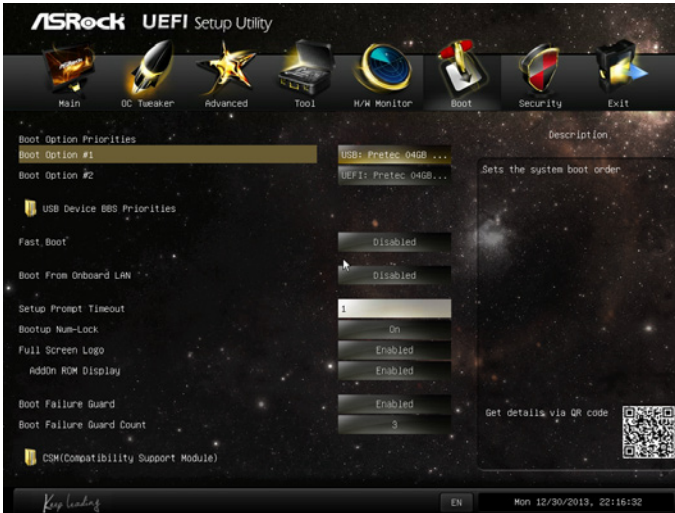 ASRock UEFI Setup Utility
Main OC Tweaker Advanced Tool H/W Monitor Boot Security Exit
Boot Option Priorities
Description
Boot Option #1 USB: Pretec 04GB ...
Sets the system boot order
Boot Option #2 UEFI: Pretec 04GB...
USB Device BBS Priorities
Fast Boot Disabled
Boot From Onboard LAN Disabled
Setup Prompt Timeout 1
Bootup Num-Lock On
Full Screen Logo Enabled
AddOn ROM Display Enabled
Boot Failure Guard Enabled
Get details via QR code
Boot Failure Guard Count 3
CSM(Compatibility Support Module)
Keep leading
EN
Mon 12/30/2013, 22:16:32